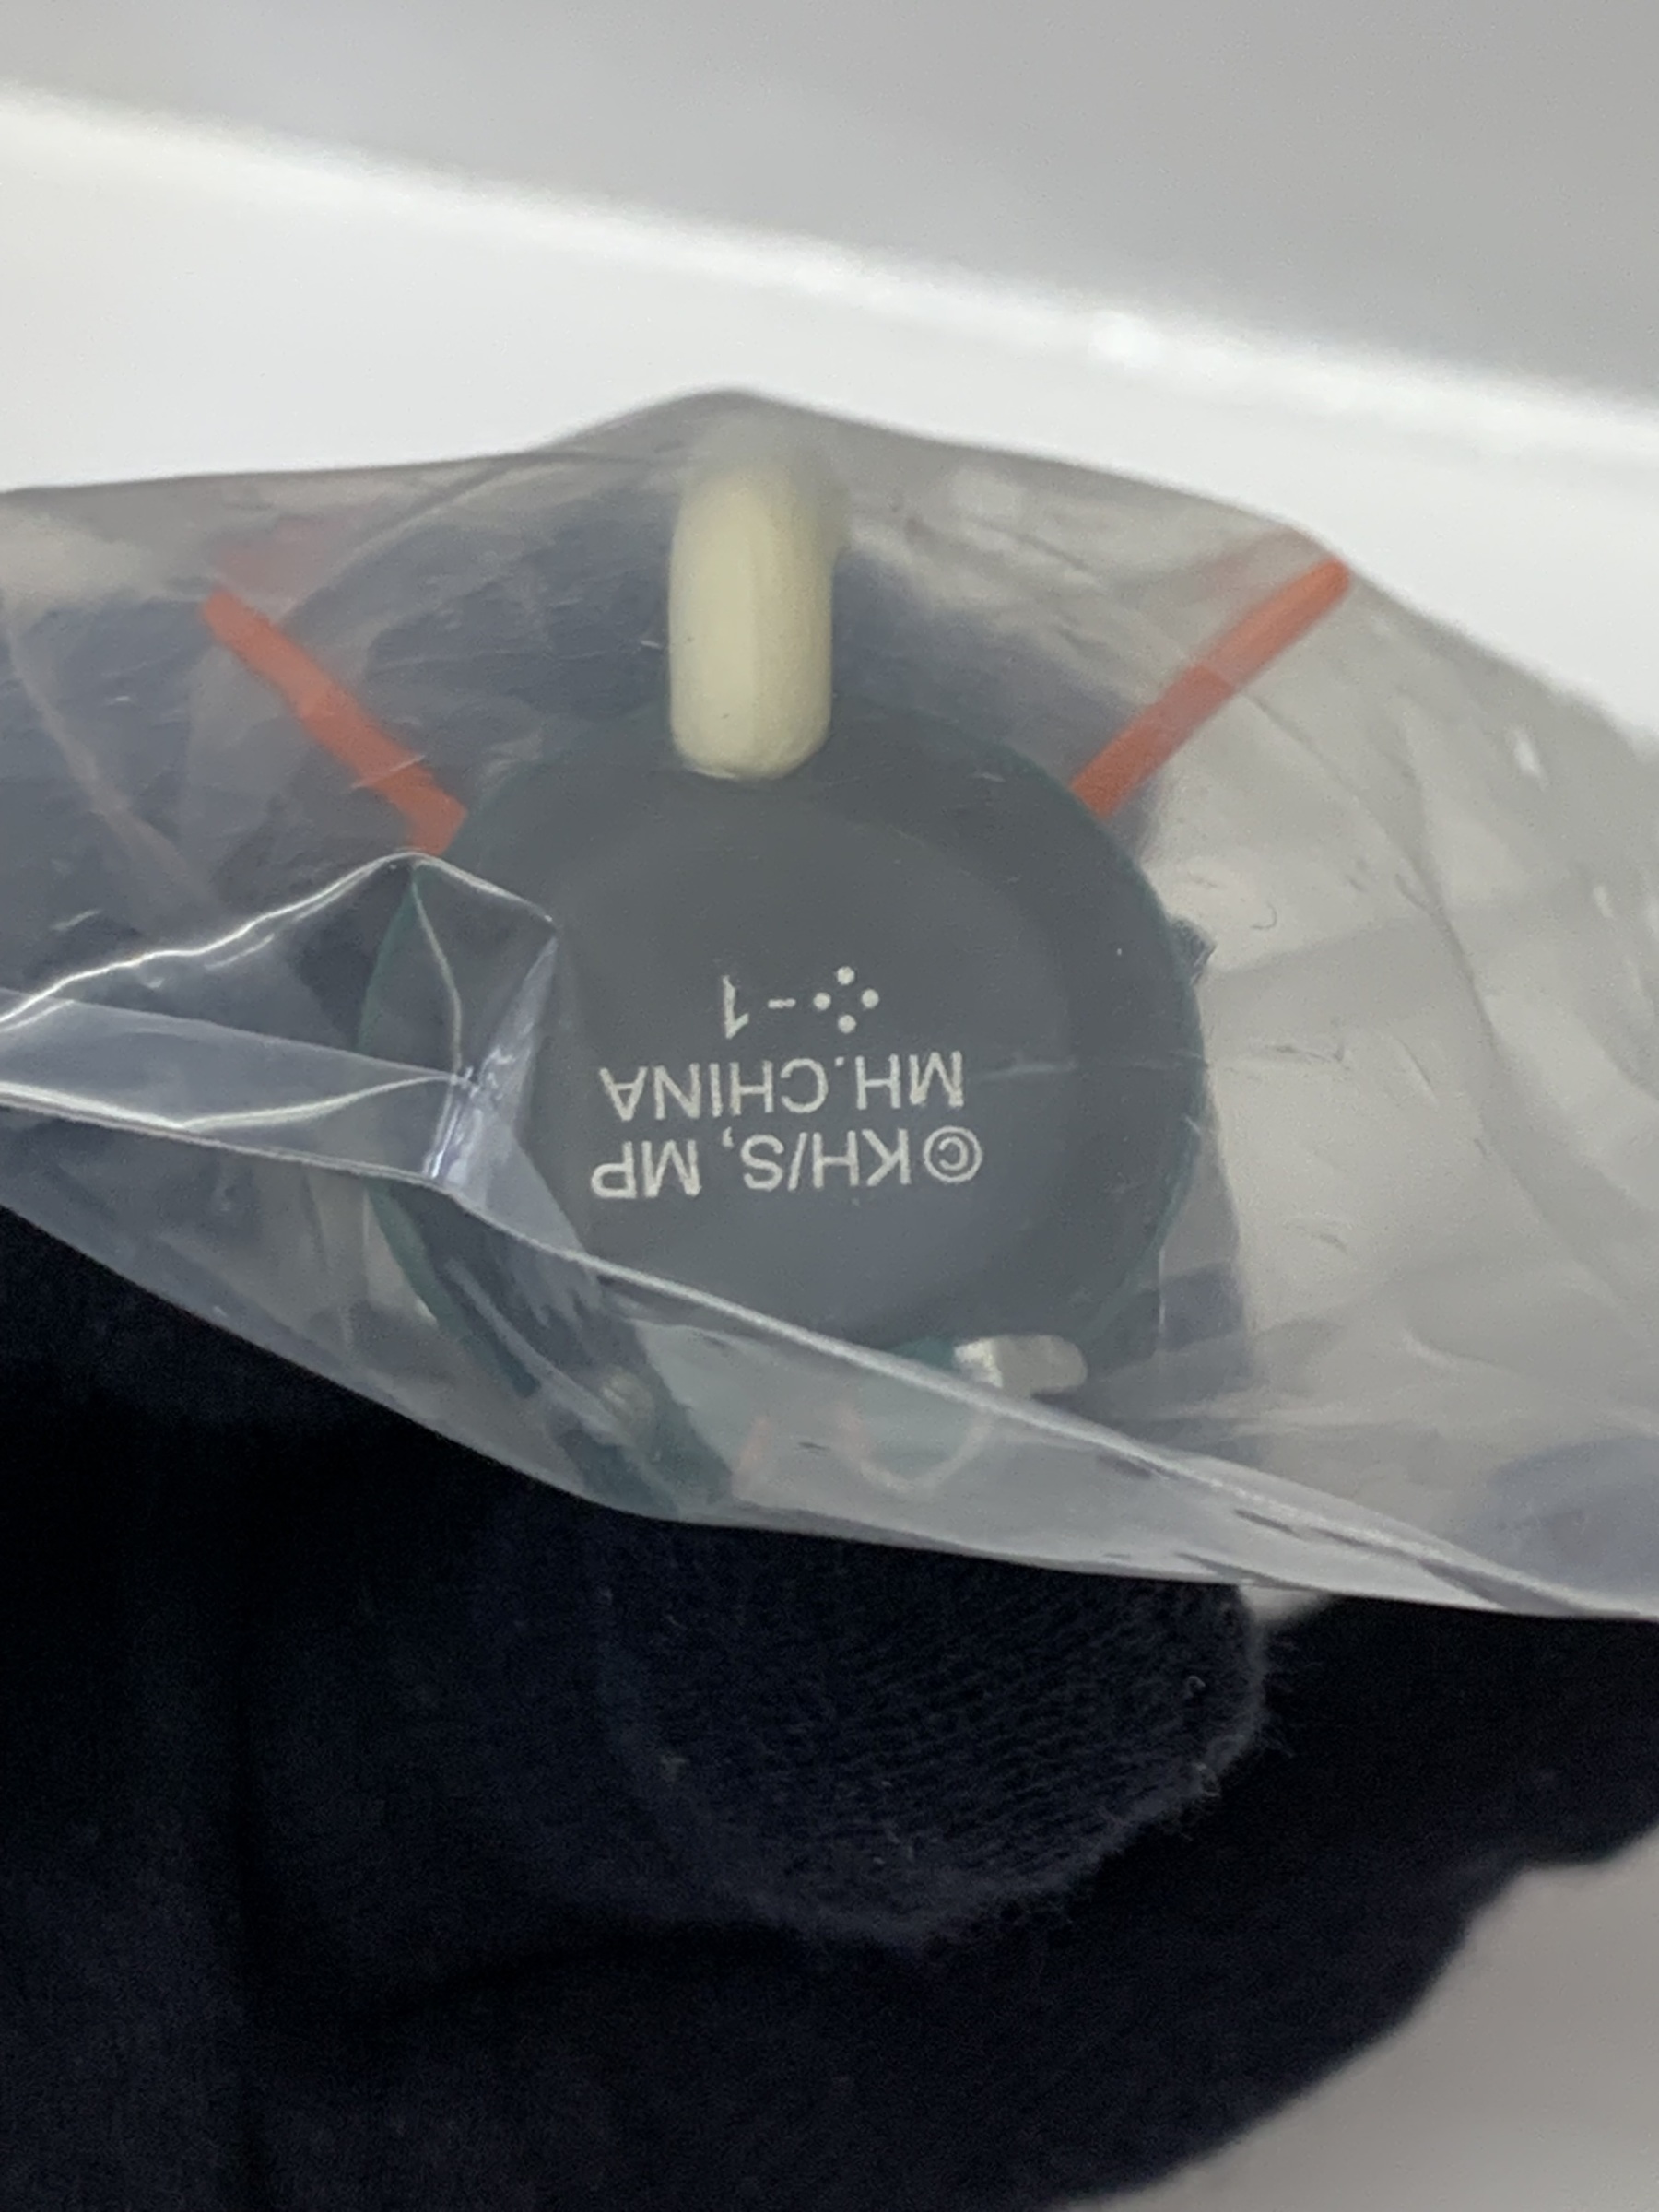 ©KH/S, MP
MH.CHINA
⁘-1